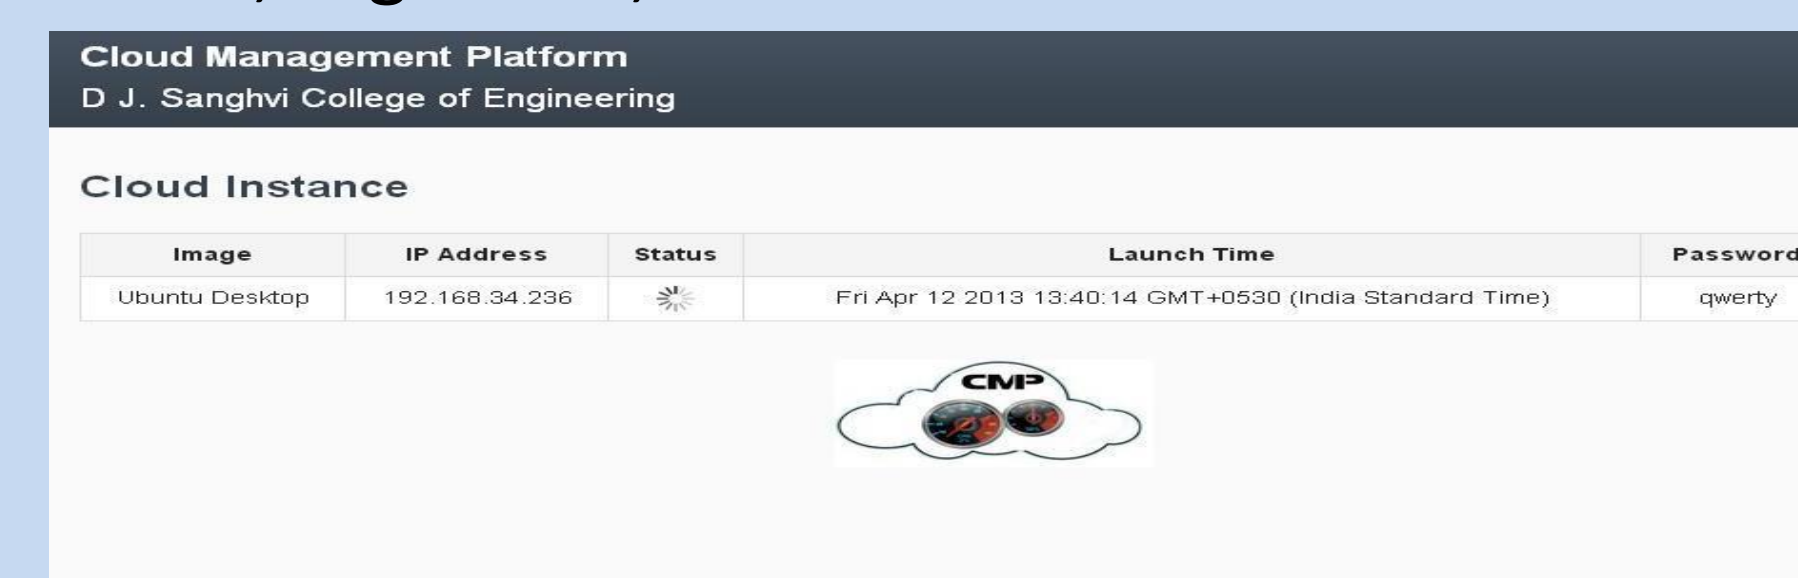 Cloud Management Platform
D J. Sanghvi College of Engineering
Cloud Instance
Image IP Address Status Launch Time Password
Ubuntu Desktop 192.168.34.236 Fri Apr 12 2013 13:40:14 GMT+0530 (India Standard Time) qwerty
CMP